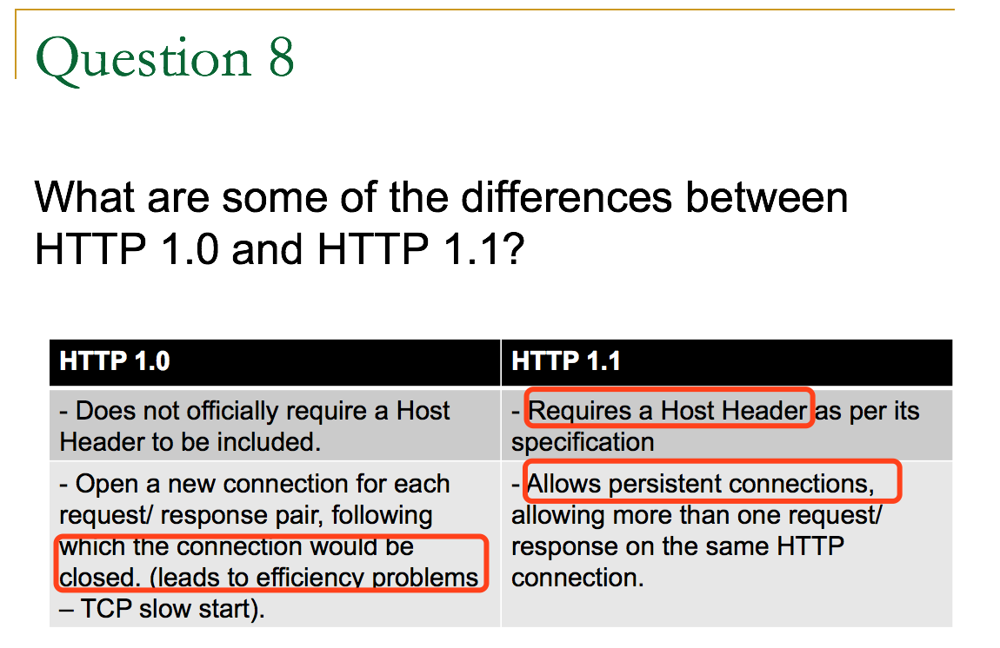 Question 8
What are some of the differences between
HTTP 1.0 and HTTP 1.1?
HTTP 1.0
HTTP 1.1
- Does not officially require a Host
Header to be included.
- Requires a Host Header as per its
specification
- Open a new connection for each
request/ response pair, following
which the connection would be
closed. (leads to efficiency problems
– TCP slow start).
- Allows persistent connections,
allowing more than one request/
response on the same HTTP
connection.